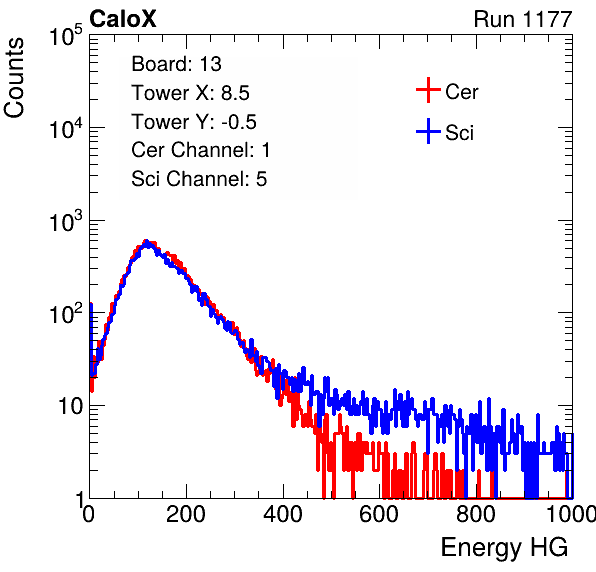 CaloX
Run 1177
Counts
10^5
10^4
10^3
10^2
10
1
Board: 13
Tower X: 8.5
Tower Y: -0.5
Cer Channel: 1
Sci Channel: 5
Cer
Sci
0 200 400 600 800 1000
Energy HG